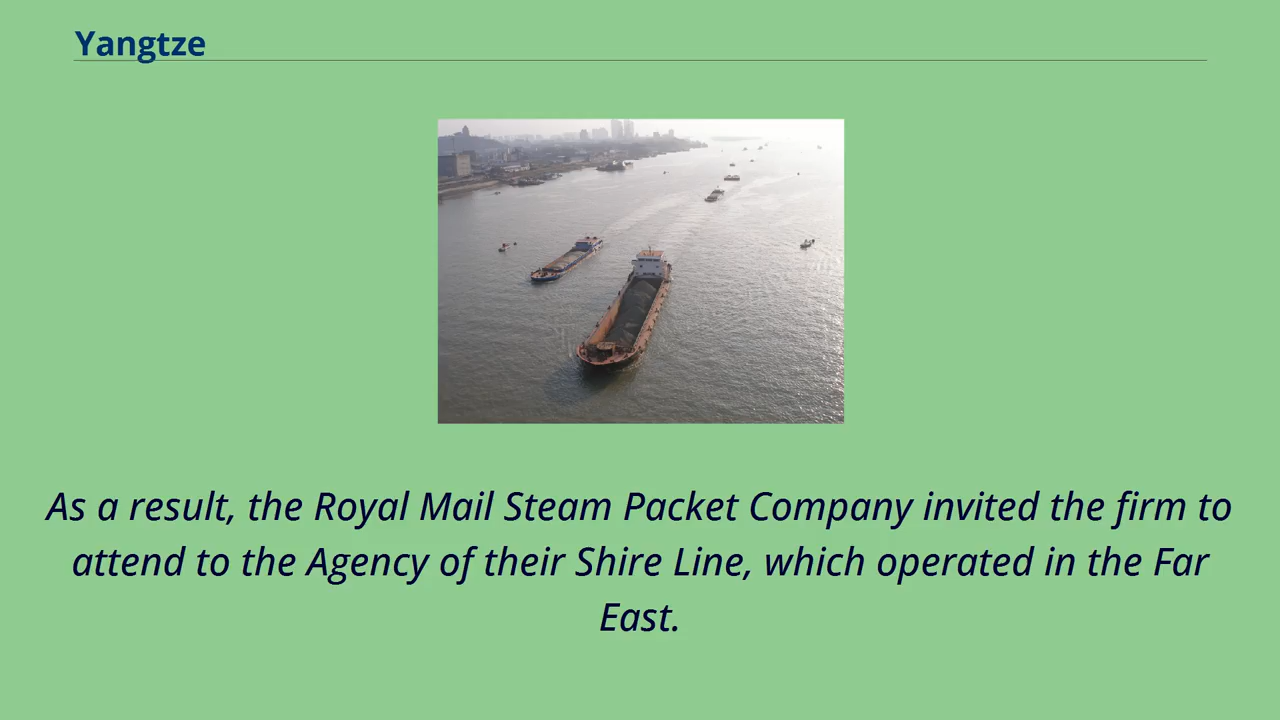 Yangtze
As a result, the Royal Mail Steam Packet Company invited the firm to
attend to the Agency of their Shire Line, which operated in the Far
East.